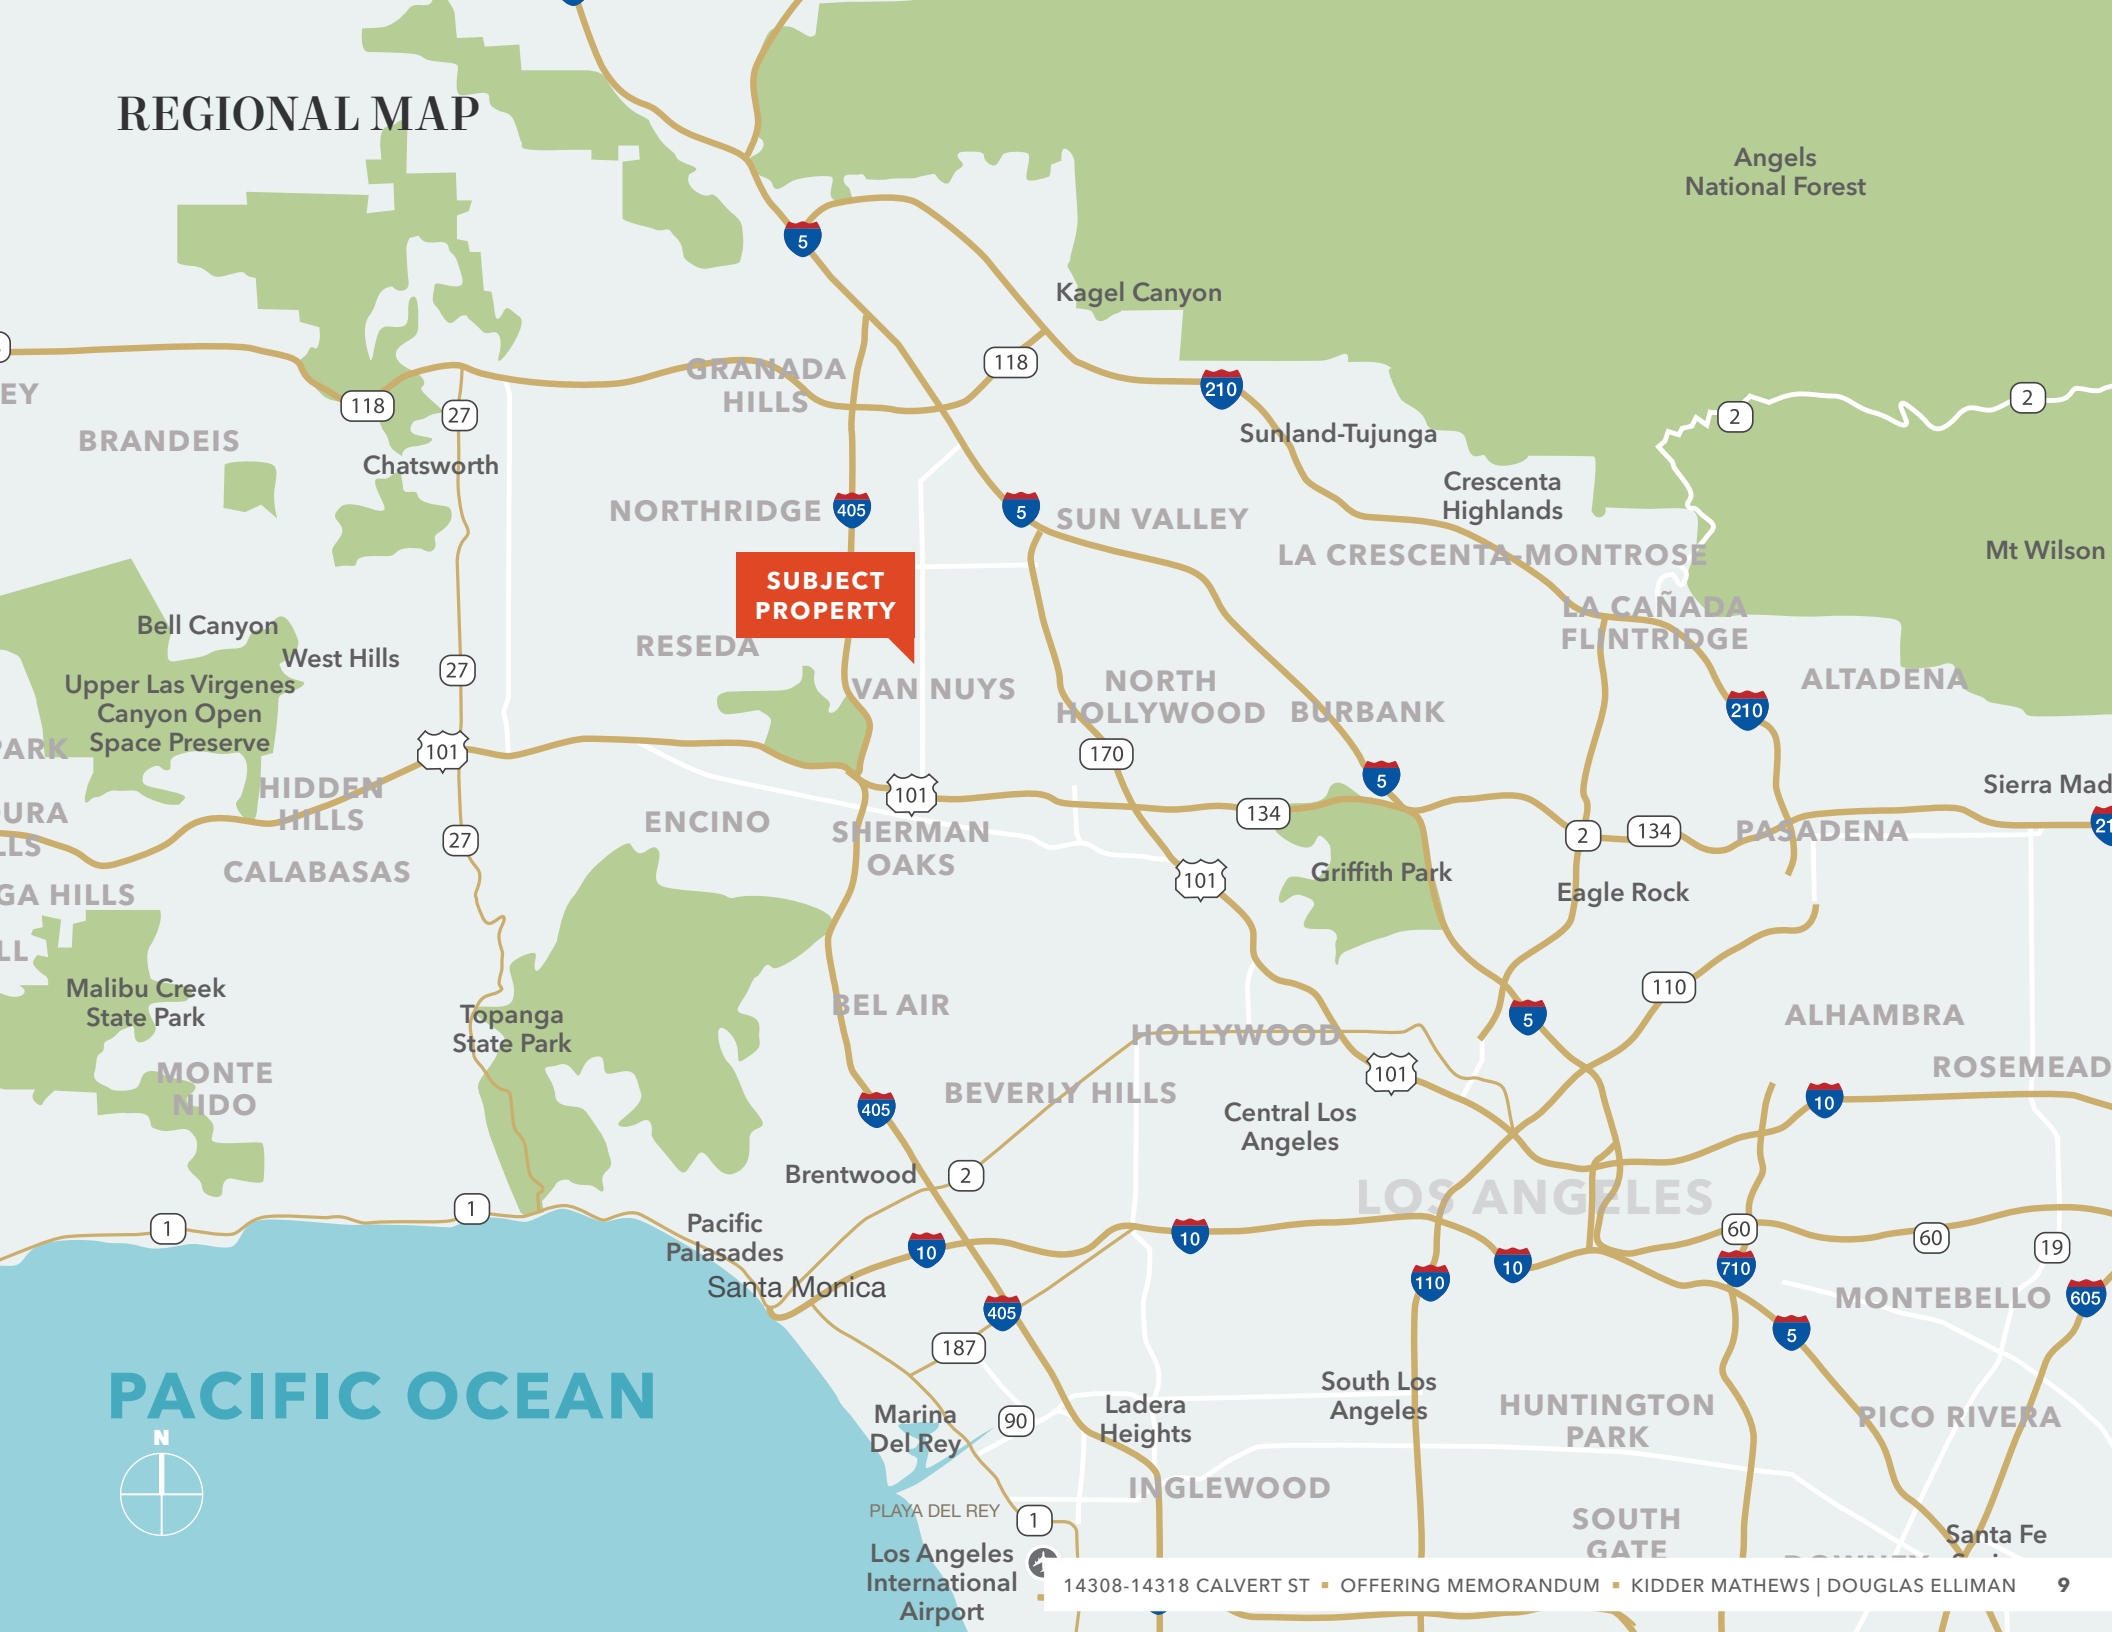 REGIONAL MAP
Angels
National Forest
5
Kagel Canyon
118
GRANADA
HILLS
210
EY
118
27
2
2
BRANDEIS
Sunland-Tujunga
Chatsworth
Crescenta
Highlands
NORTHRIDGE
405
5
SUN VALLEY
LA CRESCENTA-MONTROSE
Mt Wilson
SUBJECT
PROPERTY
LA CAÑADA
FLINTRIDGE
Bell Canyon
RESEDA
West Hills
27
Upper Las Virgenes
Canyon Open
Space Preserve
VAN NUYS
NORTH
HOLLYWOOD
BURBANK
ALTADENA
210
PARK
101
170
5
HIDDEN
HILLS
101
Sierra Mad
OURA
LLS
134
ENCINO
SHERMAN
OAKS
27
2
134
PASADENA
21
CALABASAS
Griffith Park
101
Eagle Rock
GA HILLS
LL
Malibu Creek
State Park
110
BEL AIR
Topanga
State Park
5
ALHAMBRA
HOLLYWOOD
MONTE
NIDO
101
ROSEMEAD
BEVERLY HILLS
405
Central Los
Angeles
10
Brentwood
2
LOS ANGELES
1
1
Pacific
Palasades
10
10
60
60
19
Santa Monica
110
10
710
405
MONTEBELLO
605
187
5
PACIFIC OCEAN
N
Marina
Del Rey
90
Ladera
Heights
South Los
Angeles
HUNTINGTON
PARK
PICO RIVERA
INGLEWOOD
PLAYA DEL REY
1
SOUTH
GATE
Santa Fe
Los Angeles
International
Airport
14308-14318 CALVERT ST ▪ OFFERING MEMORANDUM ▪ KIDDER MATHEWS | DOUGLAS ELLIMAN 9